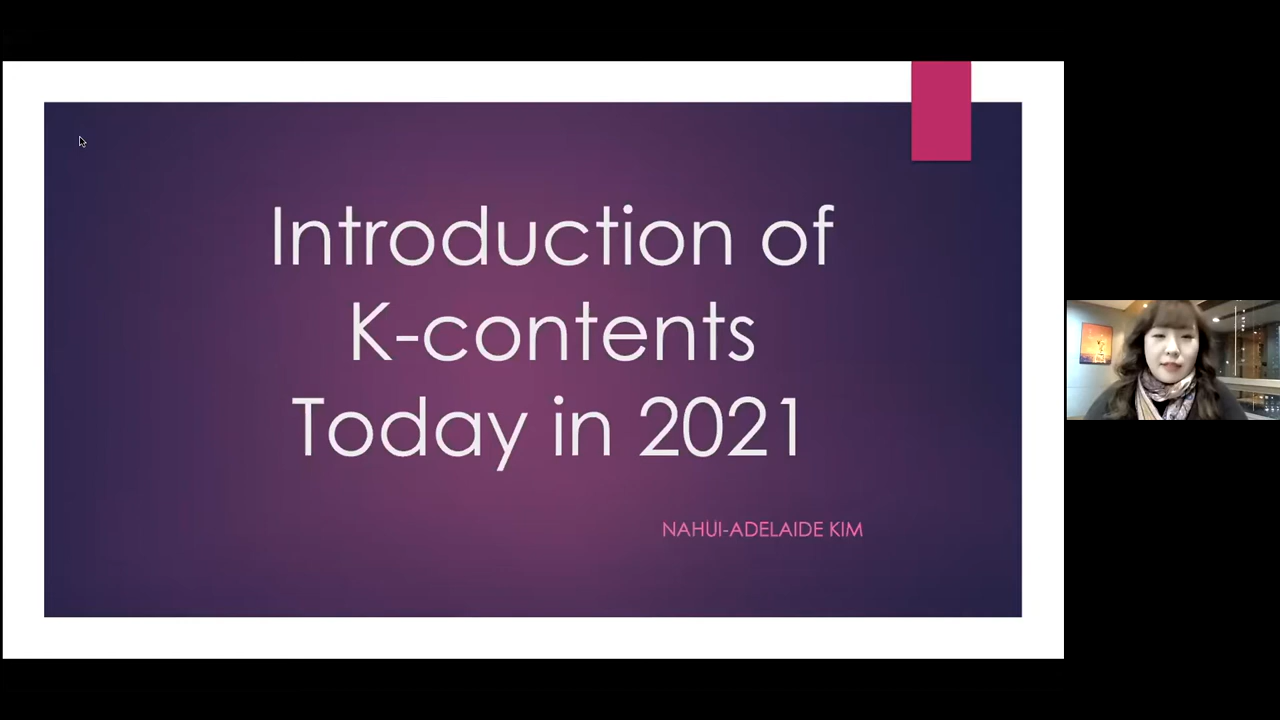 Introduction of
K-contents
Today in 2021
NAHUI-ADELAIDE KIM